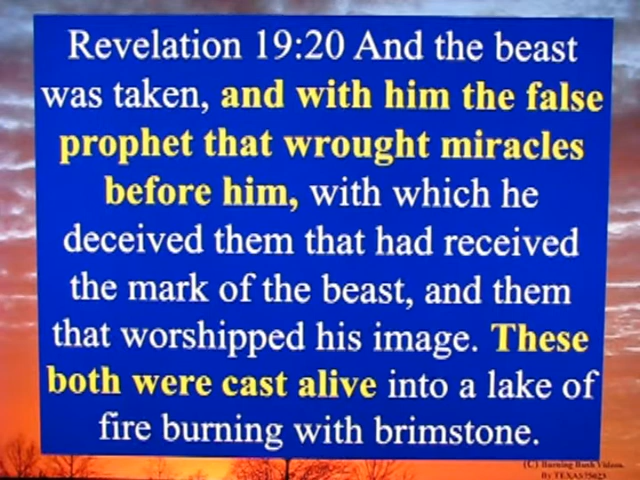 Revelation 19:20 And the beast
was taken, and with him the false
prophet that wrought miracles
before him, with which he
deceived them that had received
the mark of the beast, and them
that worshipped his image. These
both were cast alive into a lake of
fire burning with brimstone.
(C) Burning Bush Videos.
By TEXAS75023